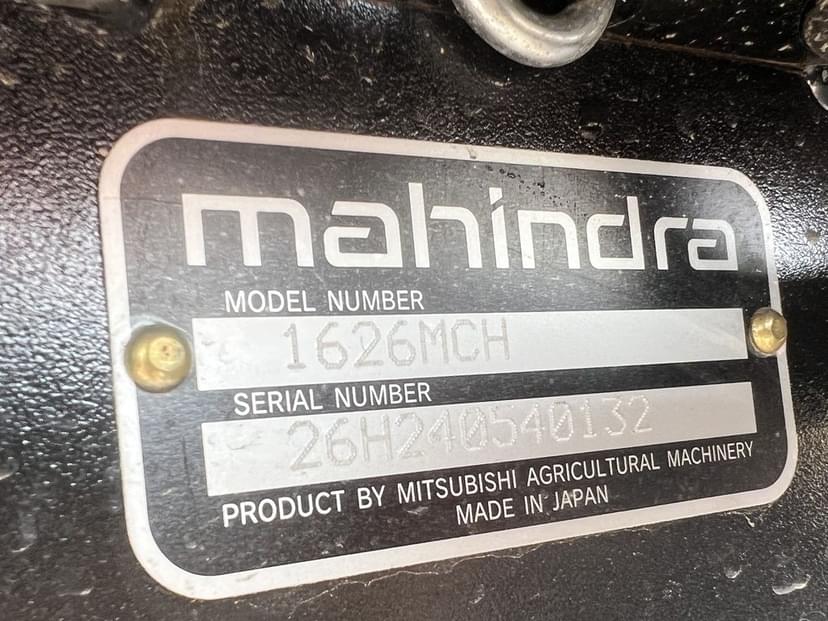 mahindra
MODEL NUMBER
1626MCH
SERIAL NUMBER
26H240540132
PRODUCT BY MITSUBISHI AGRICULTURAL MACHINERY
MADE IN JAPAN